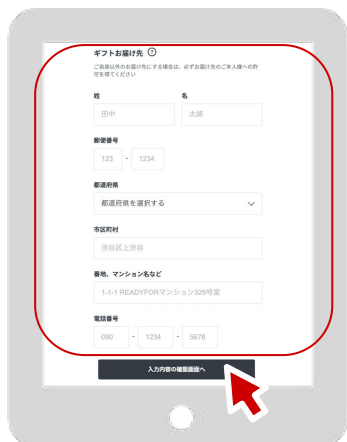 ギフトお届け先 ?
ご自身以外のお届け先にする場合は、必ずお届け先のご本人様への許
可を得てください
姓 名
田中 太郎
郵便番号
123 - 1234
都道府県
都道府県を選択する
市区町村
渋谷区上渋谷
番地、マンション名など
1-1-1 READYFORマンション329号室
電話番号
090 - 1234 - 5678
入力内容の確認画面へ